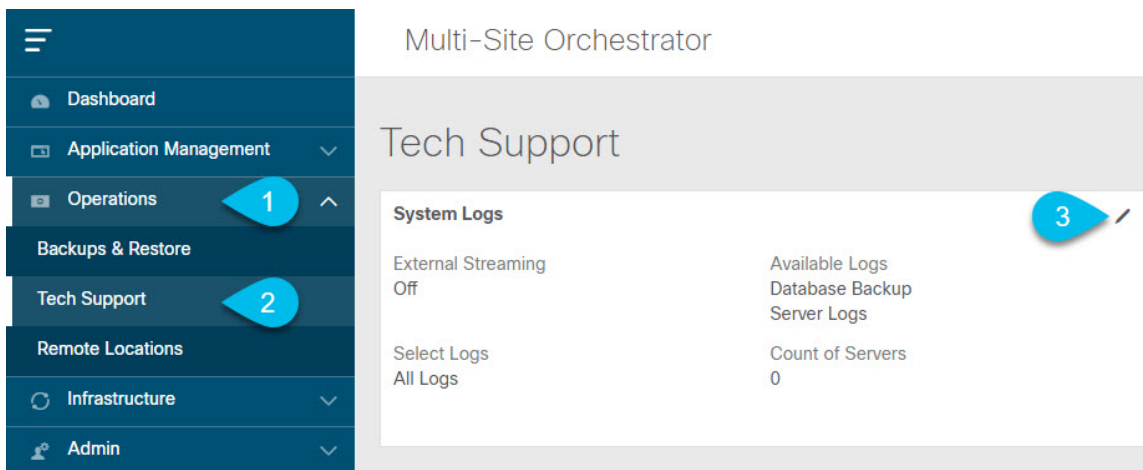 Multi-Site Orchestrator
Dashboard
Application Management
Operations
1
Backups & Restore
Tech Support
2
Remote Locations
Infrastructure
Admin
Tech Support
System Logs
3
External Streaming
Off
Available Logs
Database Backup
Server Logs
Select Logs
All Logs
Count of Servers
0